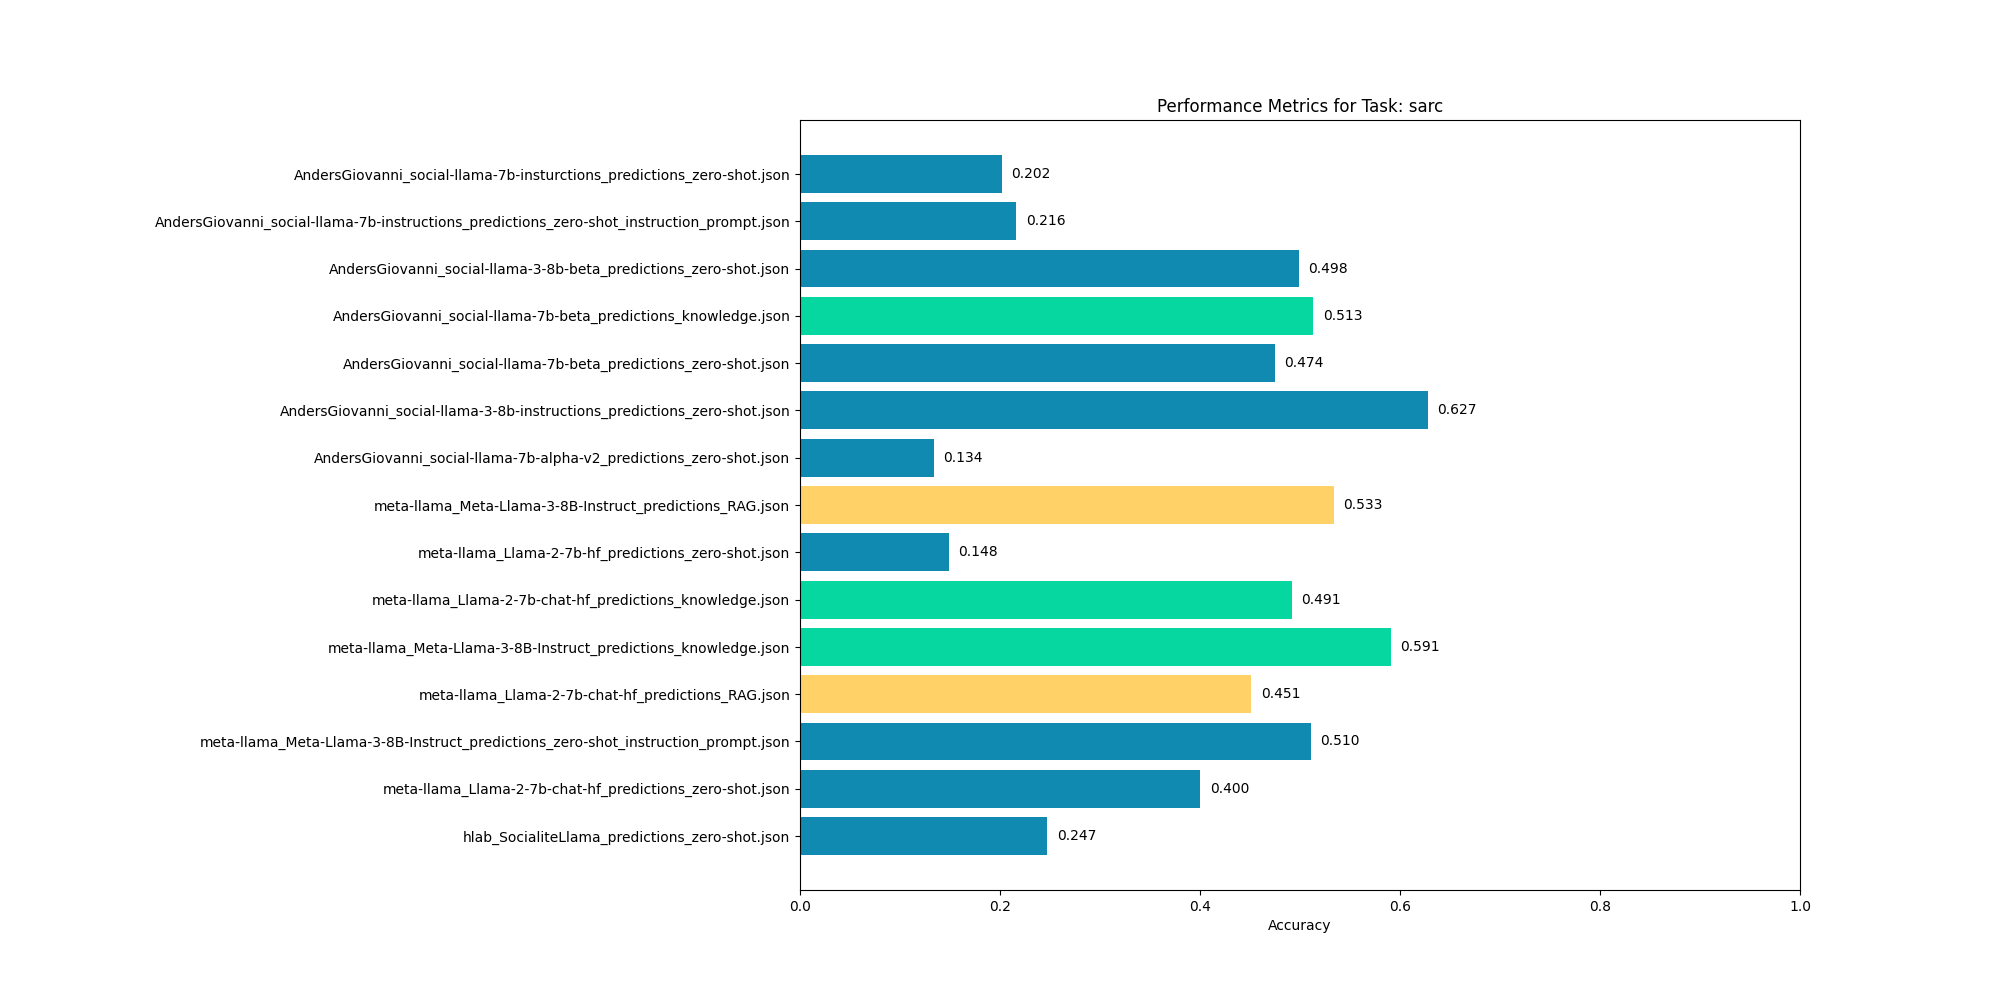 Performance Metrics for Task: sarc
AndersGiovanni_social-llama-7b-insturctions_predictions_zero-shot.json 0.202
AndersGiovanni_social-llama-7b-instructions_predictions_zero-shot_instruction_prompt.json 0.216
AndersGiovanni_social-llama-3-8b-beta_predictions_zero-shot.json 0.498
AndersGiovanni_social-llama-7b-beta_predictions_knowledge.json 0.513
AndersGiovanni_social-llama-7b-beta_predictions_zero-shot.json 0.474
AndersGiovanni_social-llama-3-8b-instructions_predictions_zero-shot.json 0.627
AndersGiovanni_social-llama-7b-alpha-v2_predictions_zero-shot.json 0.134
meta-llama_Meta-Llama-3-8B-Instruct_predictions_RAG.json 0.533
meta-llama_Llama-2-7b-hf_predictions_zero-shot.json 0.148
meta-llama_Llama-2-7b-chat-hf_predictions_knowledge.json 0.491
meta-llama_Meta-Llama-3-8B-Instruct_predictions_knowledge.json 0.591
meta-llama_Llama-2-7b-chat-hf_predictions_RAG.json 0.451
meta-llama_Meta-Llama-3-8B-Instruct_predictions_zero-shot_instruction_prompt.json 0.510
meta-llama_Llama-2-7b-chat-hf_predictions_zero-shot.json 0.400
hlab_SocialiteLlama_predictions_zero-shot.json 0.247
0.0 0.2 0.4 0.6 0.8 1.0
Accuracy